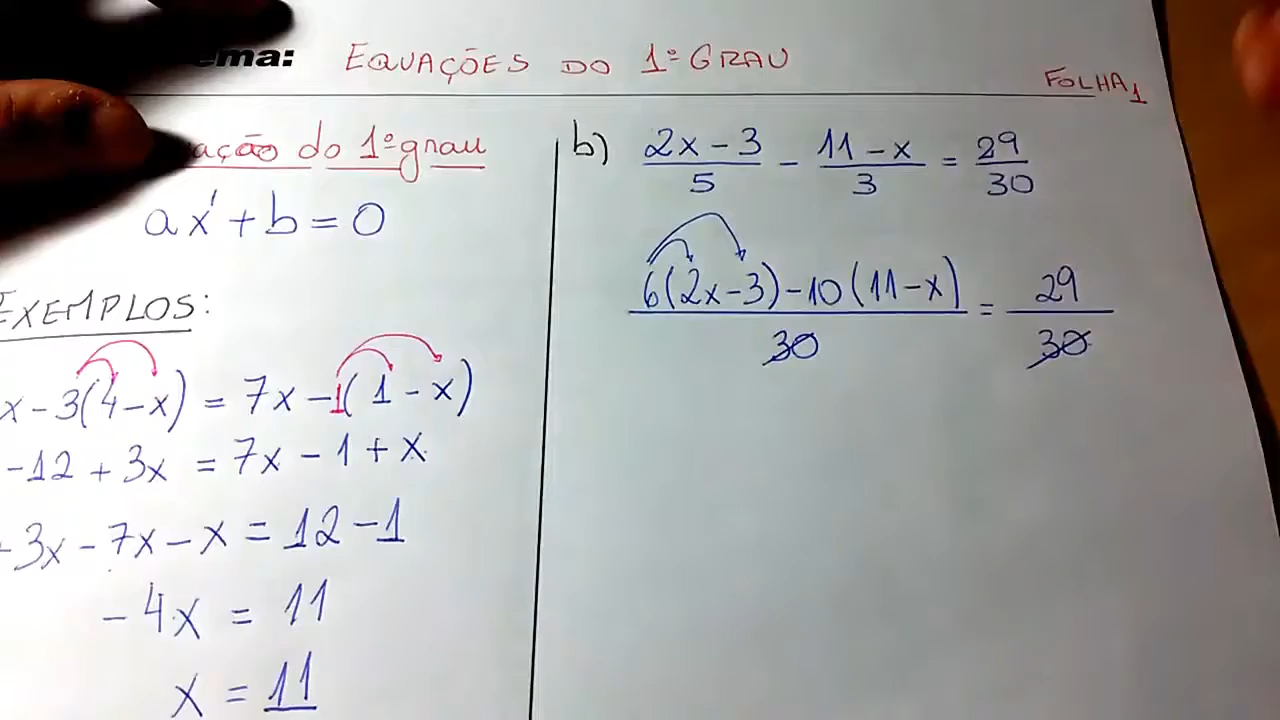 ema: EQUAÇÕES DO 1º GRAU
FOLHA 1
ação do 1º grau
ax¹ + b = 0
EXEMPLOS:
x - 3(4 - x) = 7x - 1(1 - x)
-12 + 3x = 7x - 1 + x
3x - 7x - x = 12 - 1
- 4x = 11
x = 11
b) (2x - 3)/5 - (11 - x)/3 = 29/30
(6(2x - 3) - 10(11 - x))/30 = 29/30